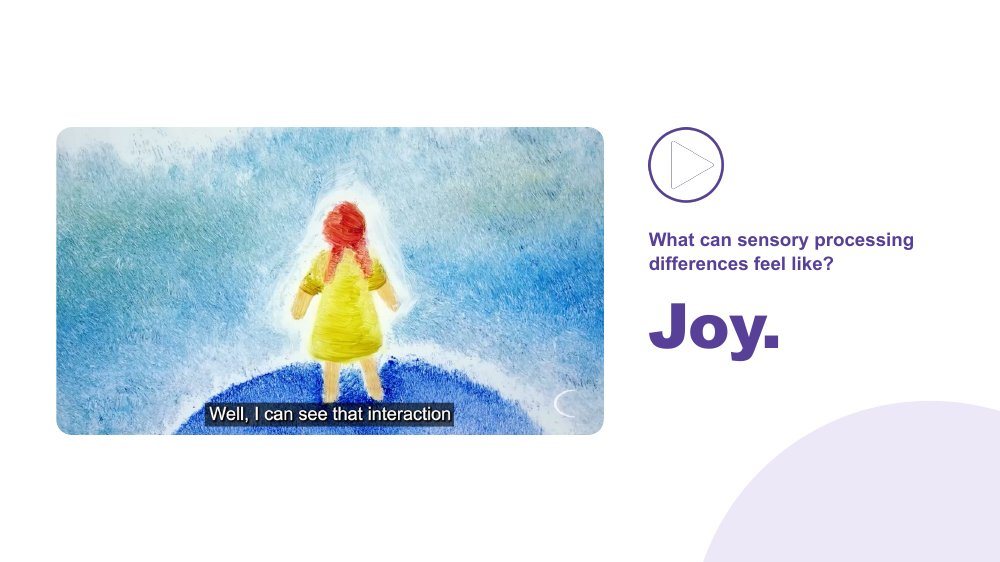 Well, I can see that interaction
What can sensory processing
differences feel like?
Joy.